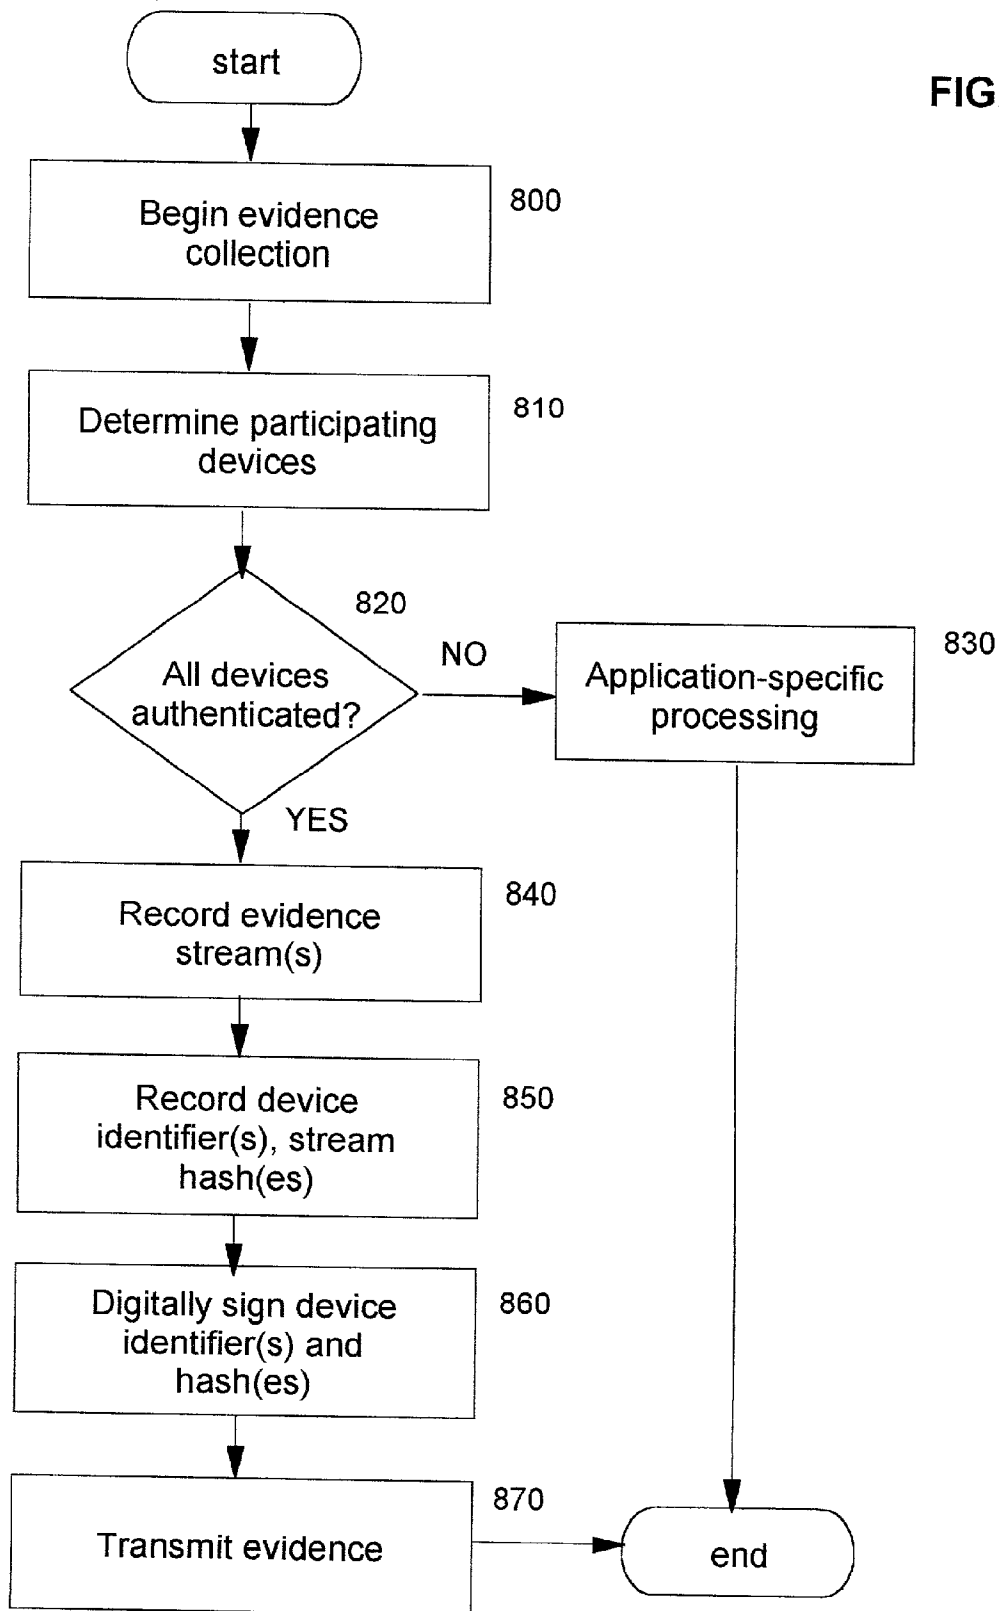 start
FIG.
Begin evidence
collection
800
Determine participating
devices
810
820
All devices
authenticated?
NO
Application-specific
processing
830
YES
Record evidence
stream(s)
840
Record device
identifier(s), stream
hash(es)
850
Digitally sign device
identifier(s) and
hash(es)
860
Transmit evidence
870
end